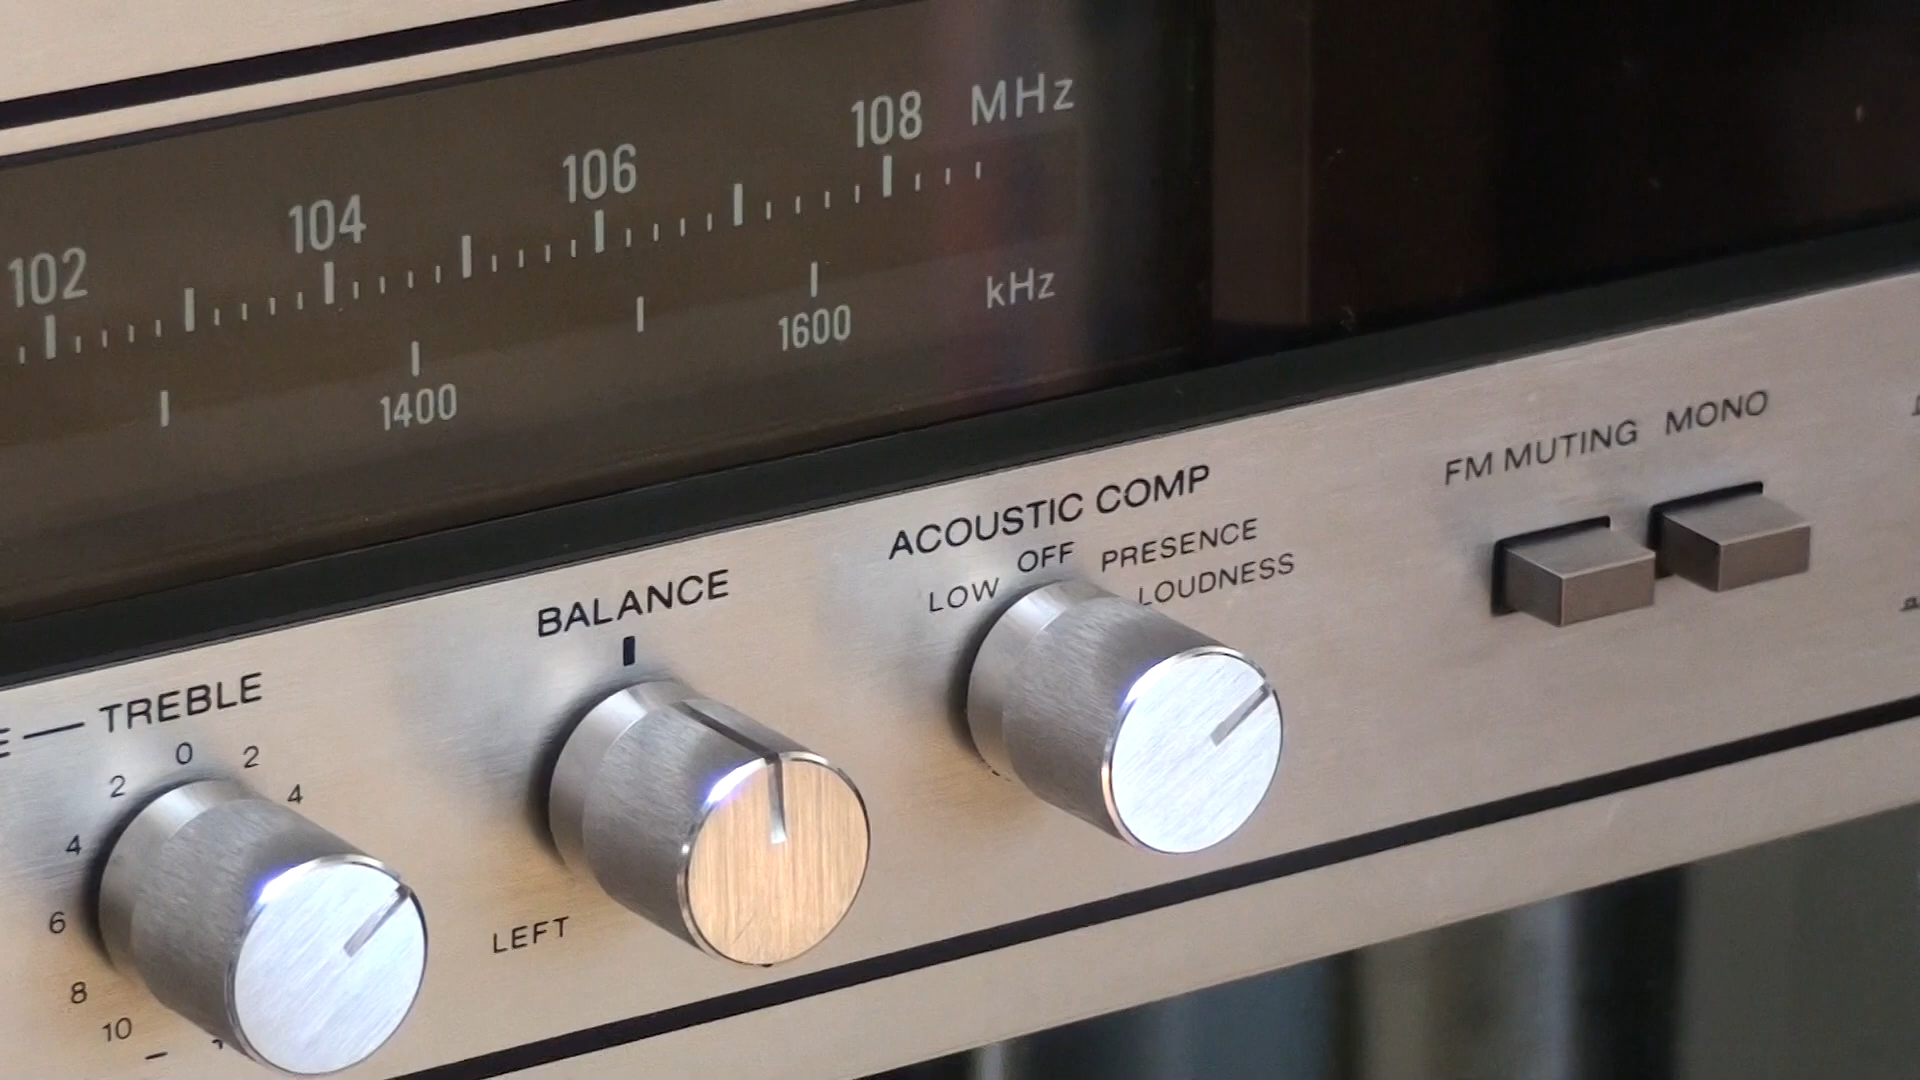 102 104 106 108 MHz
1400 1600 kHz
FM MUTING MONO
ACOUSTIC COMP
LOW OFF PRESENCE
LOUDNESS
BALANCE
LEFT
TREBLE
0
2 2
4 4
6
8
10
–